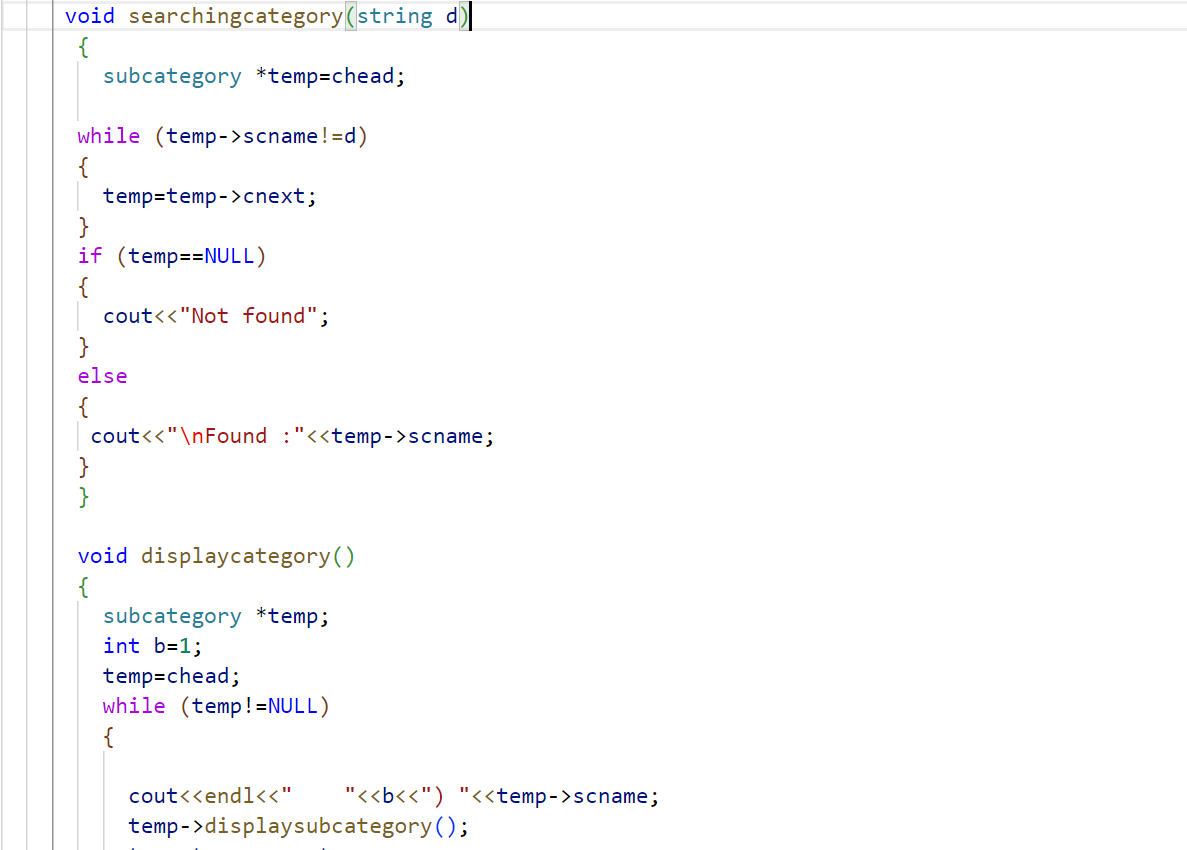 void searchingcategory(string d)
{
subcategory *temp=chead;
while (temp->scname!=d)
{
temp=temp->cnext;
}
if (temp==NULL)
{
cout<<"Not found";
}
else
{
cout<<"\nFound :"<<temp->scname;
}
}
void displaycategory()
{
subcategory *temp;
int b=1;
temp=chead;
while (temp!=NULL)
{
cout<<endl<<"    "<<b<<") "<<temp->scname;
temp->displaysubcategory();